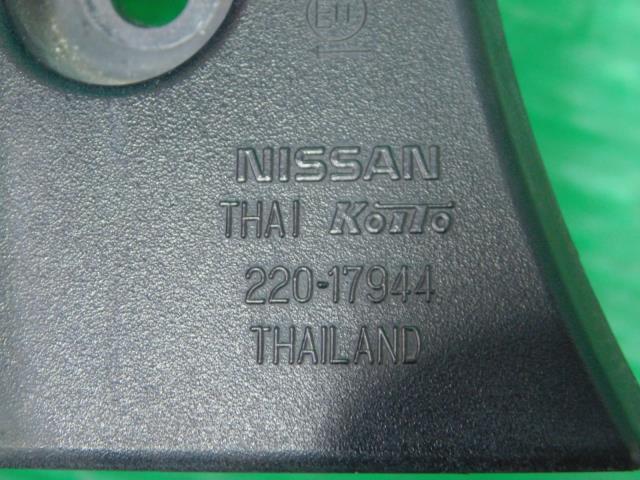 NISSAN
THAI Koito
220-17944
THAILAND